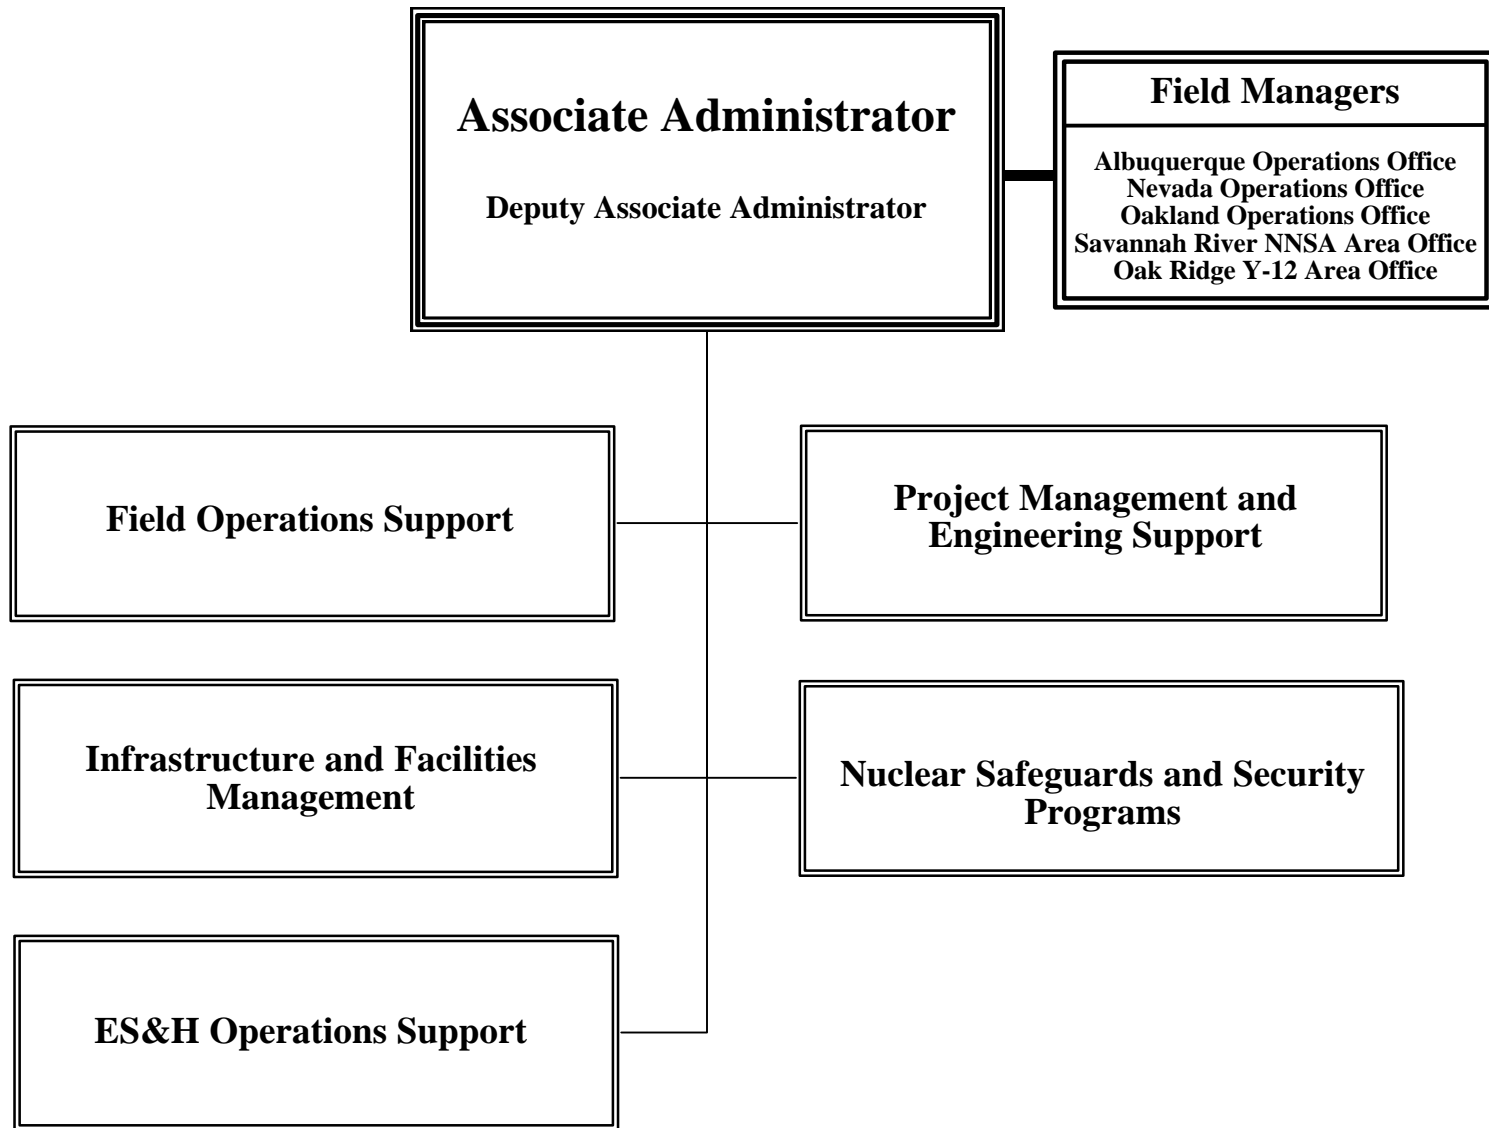 Associate Administrator
Deputy Associate Administrator
Field Managers
Albuquerque Operations Office
Nevada Operations Office
Oakland Operations Office
Savannah River NNSA Area Office
Oak Ridge Y-12 Area Office
Field Operations Support
Project Management and
Engineering Support
Infrastructure and Facilities
Management
Nuclear Safeguards and Security
Programs
ES&H Operations Support